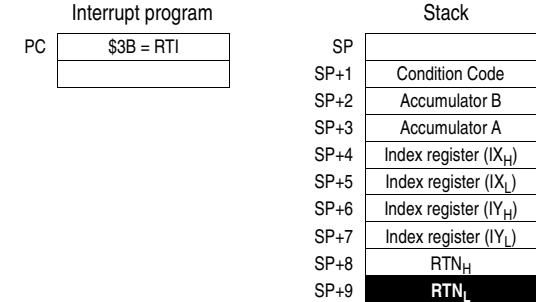 Interrupt program
PC $3B = RTI
Stack
SP
SP+1 Condition Code
SP+2 Accumulator B
SP+3 Accumulator A
SP+4 Index register (IXH)
SP+5 Index register (IXL)
SP+6 Index register (IYH)
SP+7 Index register (IYL)
SP+8 RTNH
SP+9 RTNL